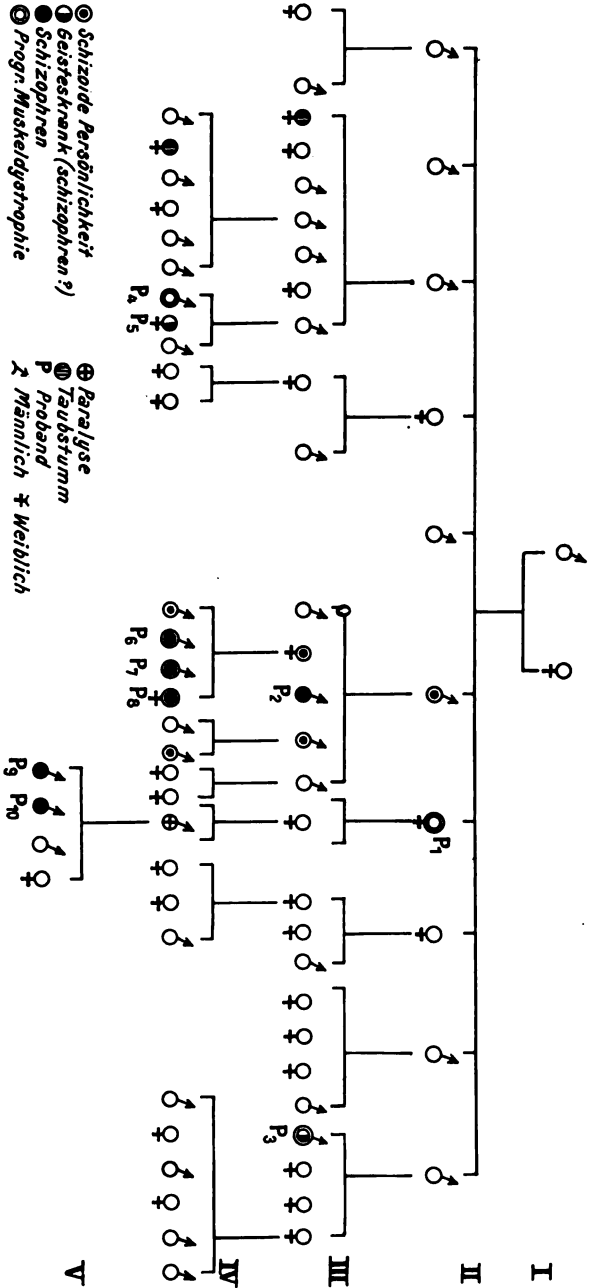 I
II
P₁
III
P₂
P₃
IV
P₄ P₅
P₆ P₇ P₈
V
P₉ P₁₀
Schizoide Persönlichkeit
Geisteskrank (schizophren?)
Schizophren
Progr. Muskeldystrophie
Paralyse
Taubstumm
P Proband
Männlich Weiblich